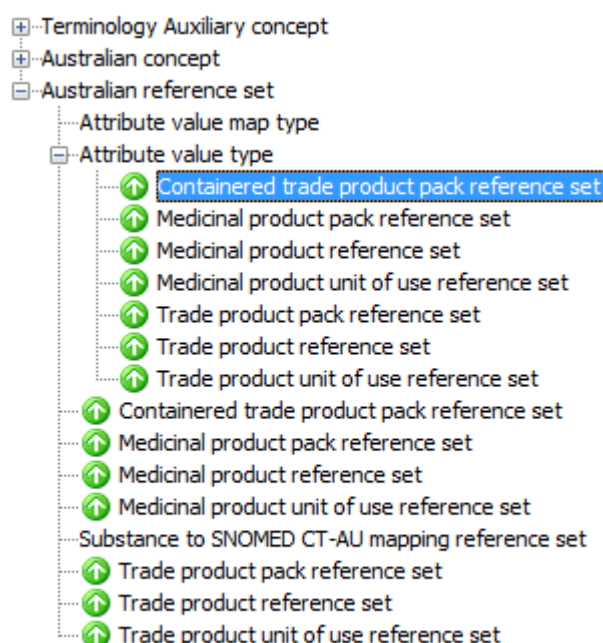 Terminology Auxiliary concept
Australian concept
Australian reference set
Attribute value map type
Attribute value type
Containered trade product pack reference set
Medicinal product pack reference set
Medicinal product reference set
Medicinal product unit of use reference set
Trade product pack reference set
Trade product reference set
Trade product unit of use reference set
Containered trade product pack reference set
Medicinal product pack reference set
Medicinal product reference set
Medicinal product unit of use reference set
Substance to SNOMED CT-AU mapping reference set
Trade product pack reference set
Trade product reference set
Trade product unit of use reference set